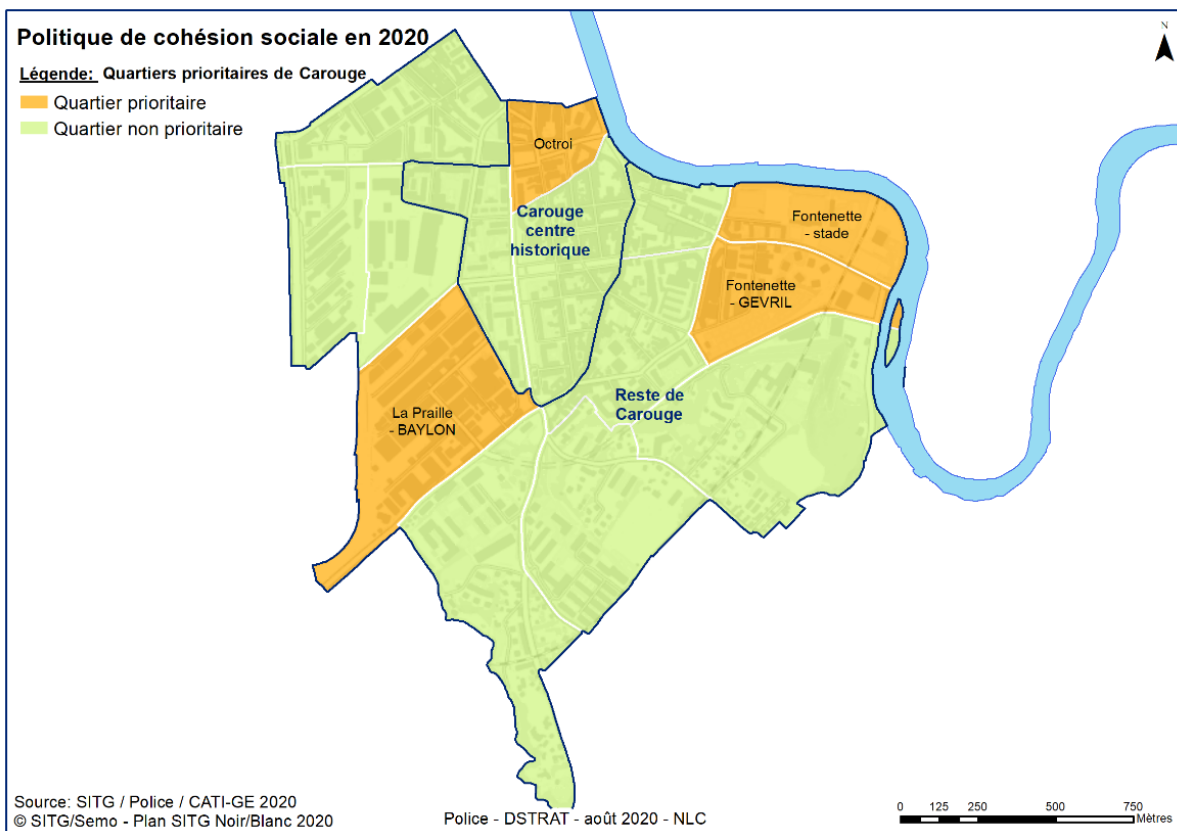 Politique de cohésion sociale en 2020
Légende: Quartiers prioritaires de Carouge
Quartier prioritaire
Quartier non prioritaire
N
Octroi
Carouge
centre
historique
Fontenette
- stade
Fontenette
- GEVRIL
La Praille
- BAYLON
Reste de
Carouge
Source: SITG / Police / CATI-GE 2020
© SITG/Semo - Plan SITG Noir/Blanc 2020
Police - DSTRAT - août 2020 - NLC
0 125 250 500 750
Mètres